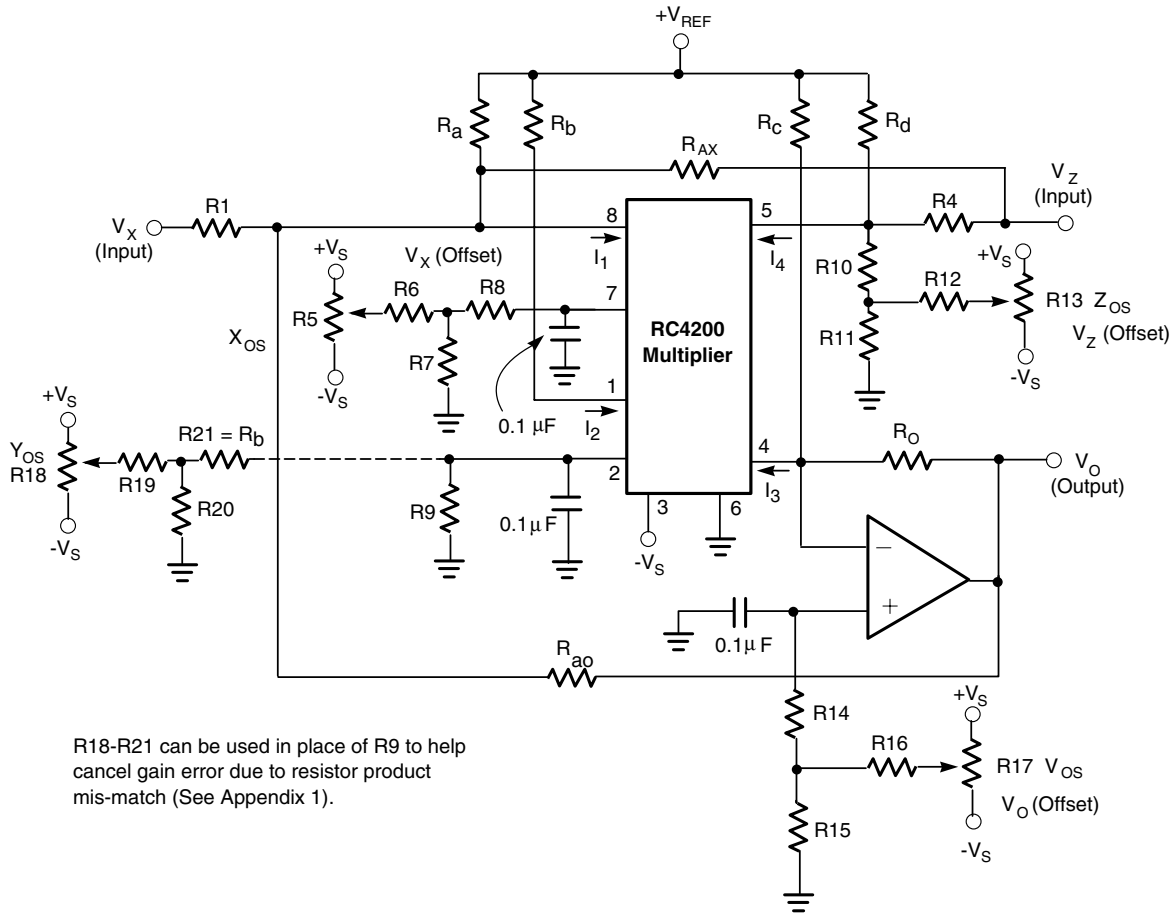 +VREF
Ra
Rb
Rc
Rd
RAX
VX
(Input)
R1
8
I1
5
I4
R4
VZ
(Input)
+VS
VX (Offset)
R5
R6
R8
7
R7
XOS
-VS
0.1 µF
1
I2
RC4200
Multiplier
R10
R11
R12
+VS
R13 ZOS
VZ (Offset)
-VS
+VS
YOS
R18
R19
R21 = Rb
R20
-VS
R9
0.1µF
2
3
-VS
6
4
I3
RO
VO
(Output)
−
+
0.1µF
Rao
R14
R15
R16
+VS
R17 VOS
VO (Offset)
-VS
R18-R21 can be used in place of R9 to help
cancel gain error due to resistor product
mis-match (See Appendix 1).